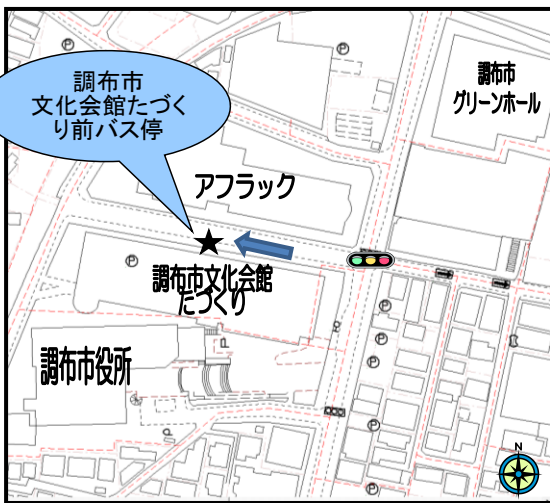 調布市
文化会館たづく
り前バス停
調布市
グリーンホール
アフラック
調布市文化会館
たづくり
調布市役所
P
P
P
P
P
P
P
N